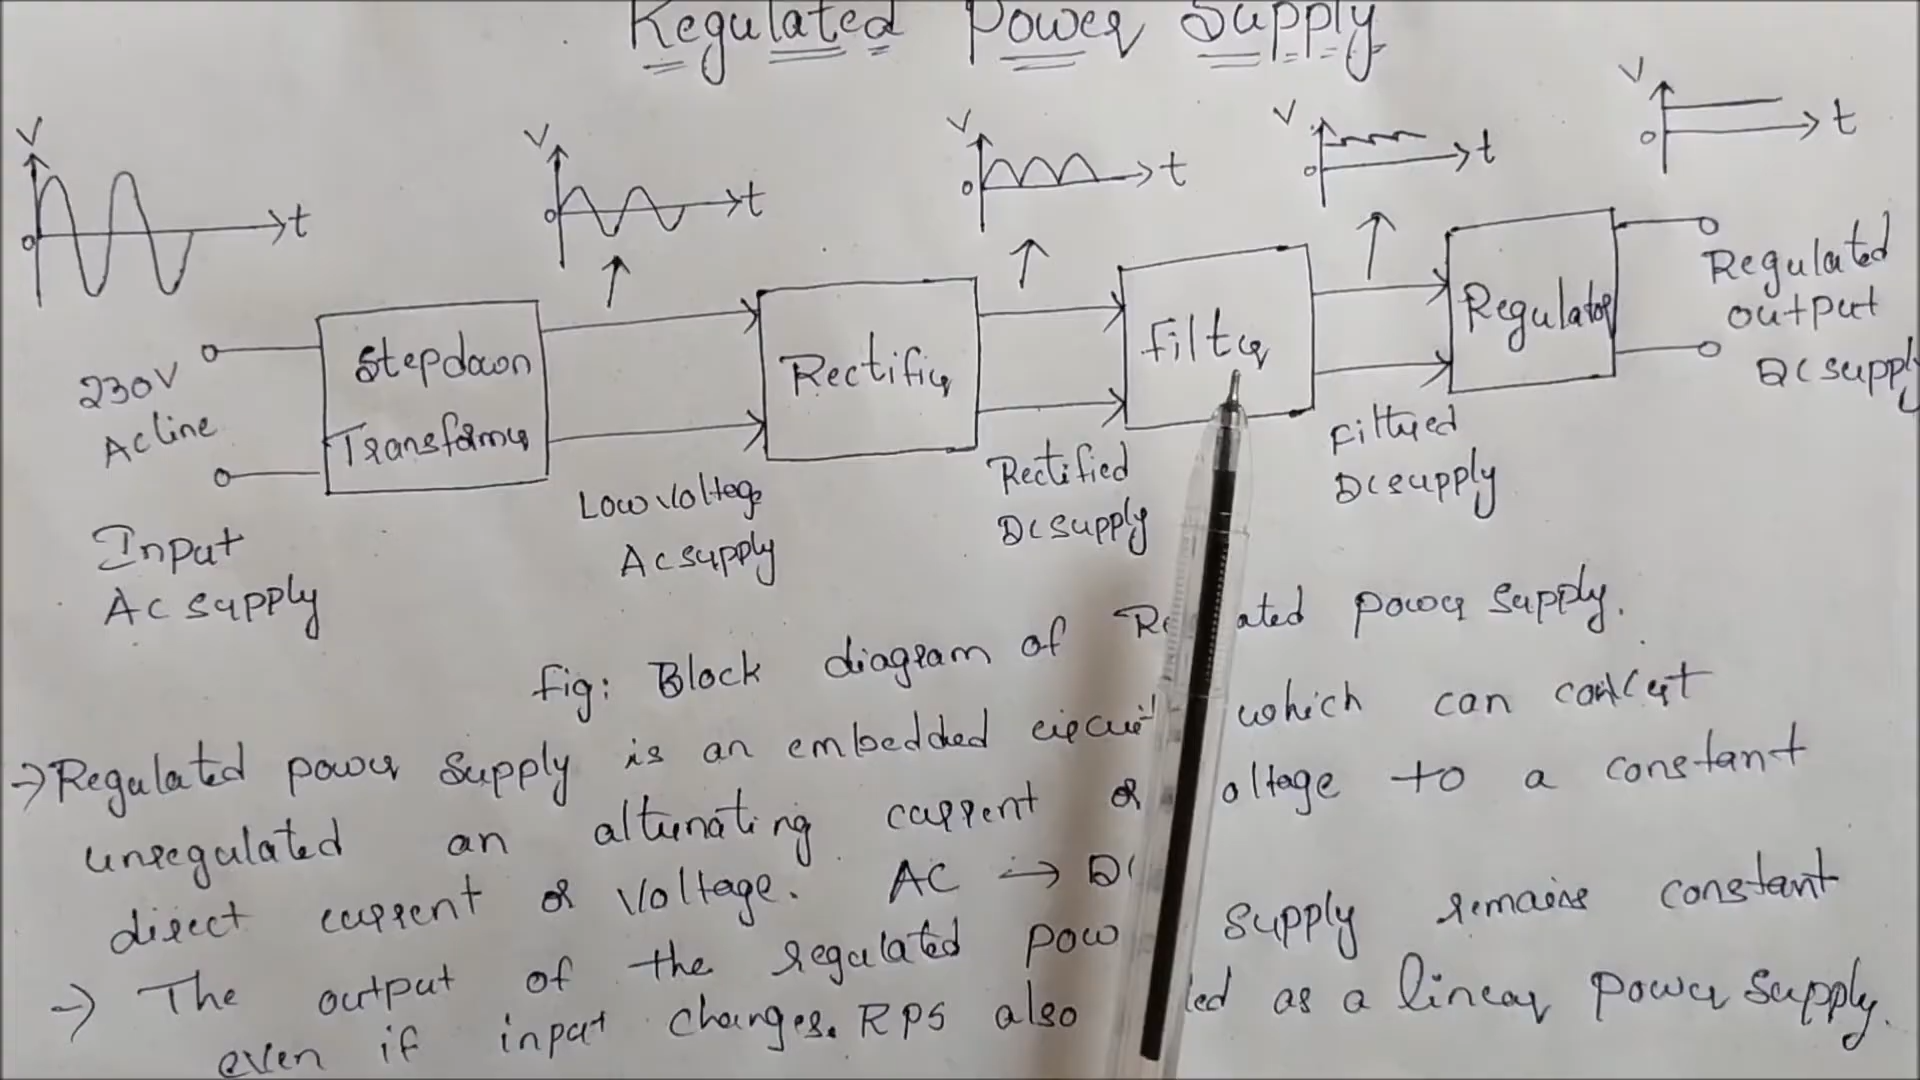 Regulated Power Supply
V
t
0
V
t
0
V
t
0
V
t
0
V
t
0
230V
AC line
Input
AC supply
Stepdown
Transformer
Low Voltage
AC supply
Rectifier
Rectified
DC supply
Filter
Filtered
DC supply
Regulator
Regulated
output
DC supply
fig: Block diagram of Re ated power supply.
→ Regulated power supply is an embedded circuit which can convert
unregulated an alternating current or oltage to a constant
direct current or Voltage. AC → DC
→ The output of the regulated pow supply remains constant
even if input changes. RPS also led as a linear power supply.